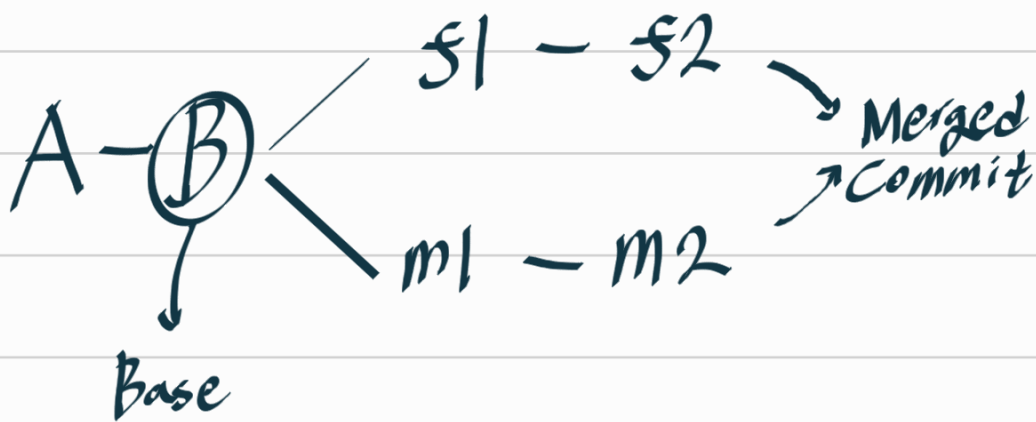 f1 — f2
A — B
Merged
Commit
m1 — m2
Base